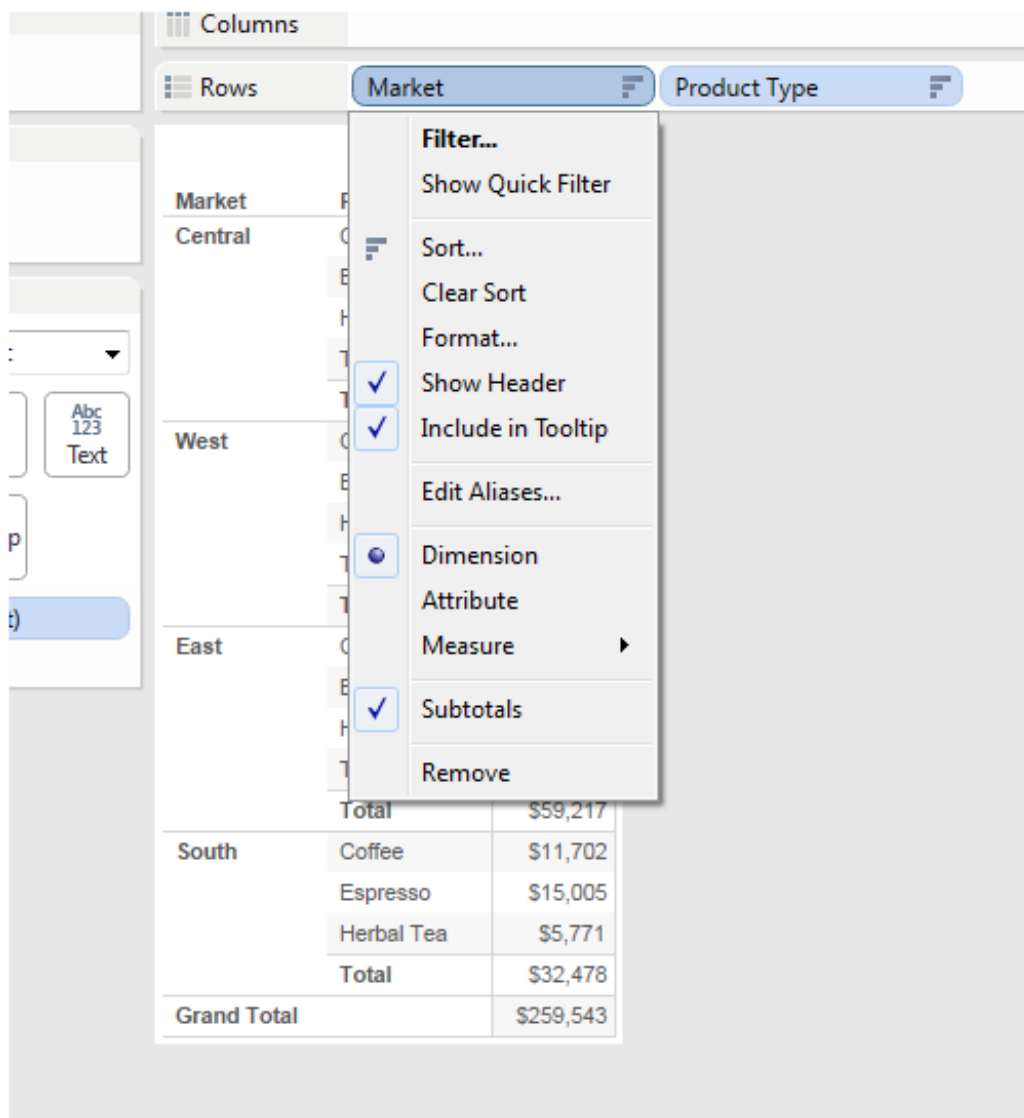 Columns
Rows Market Product Type
Filter...
Show Quick Filter
Sort...
Clear Sort
Format...
Show Header
Include in Tooltip
Edit Aliases...
Dimension
Attribute
Measure
Subtotals
Remove
Abc
123
Text
Market
Central
West
East
Total $59,217
South Coffee $11,702
Espresso $15,005
Herbal Tea $5,771
Total $32,478
Grand Total $259,543